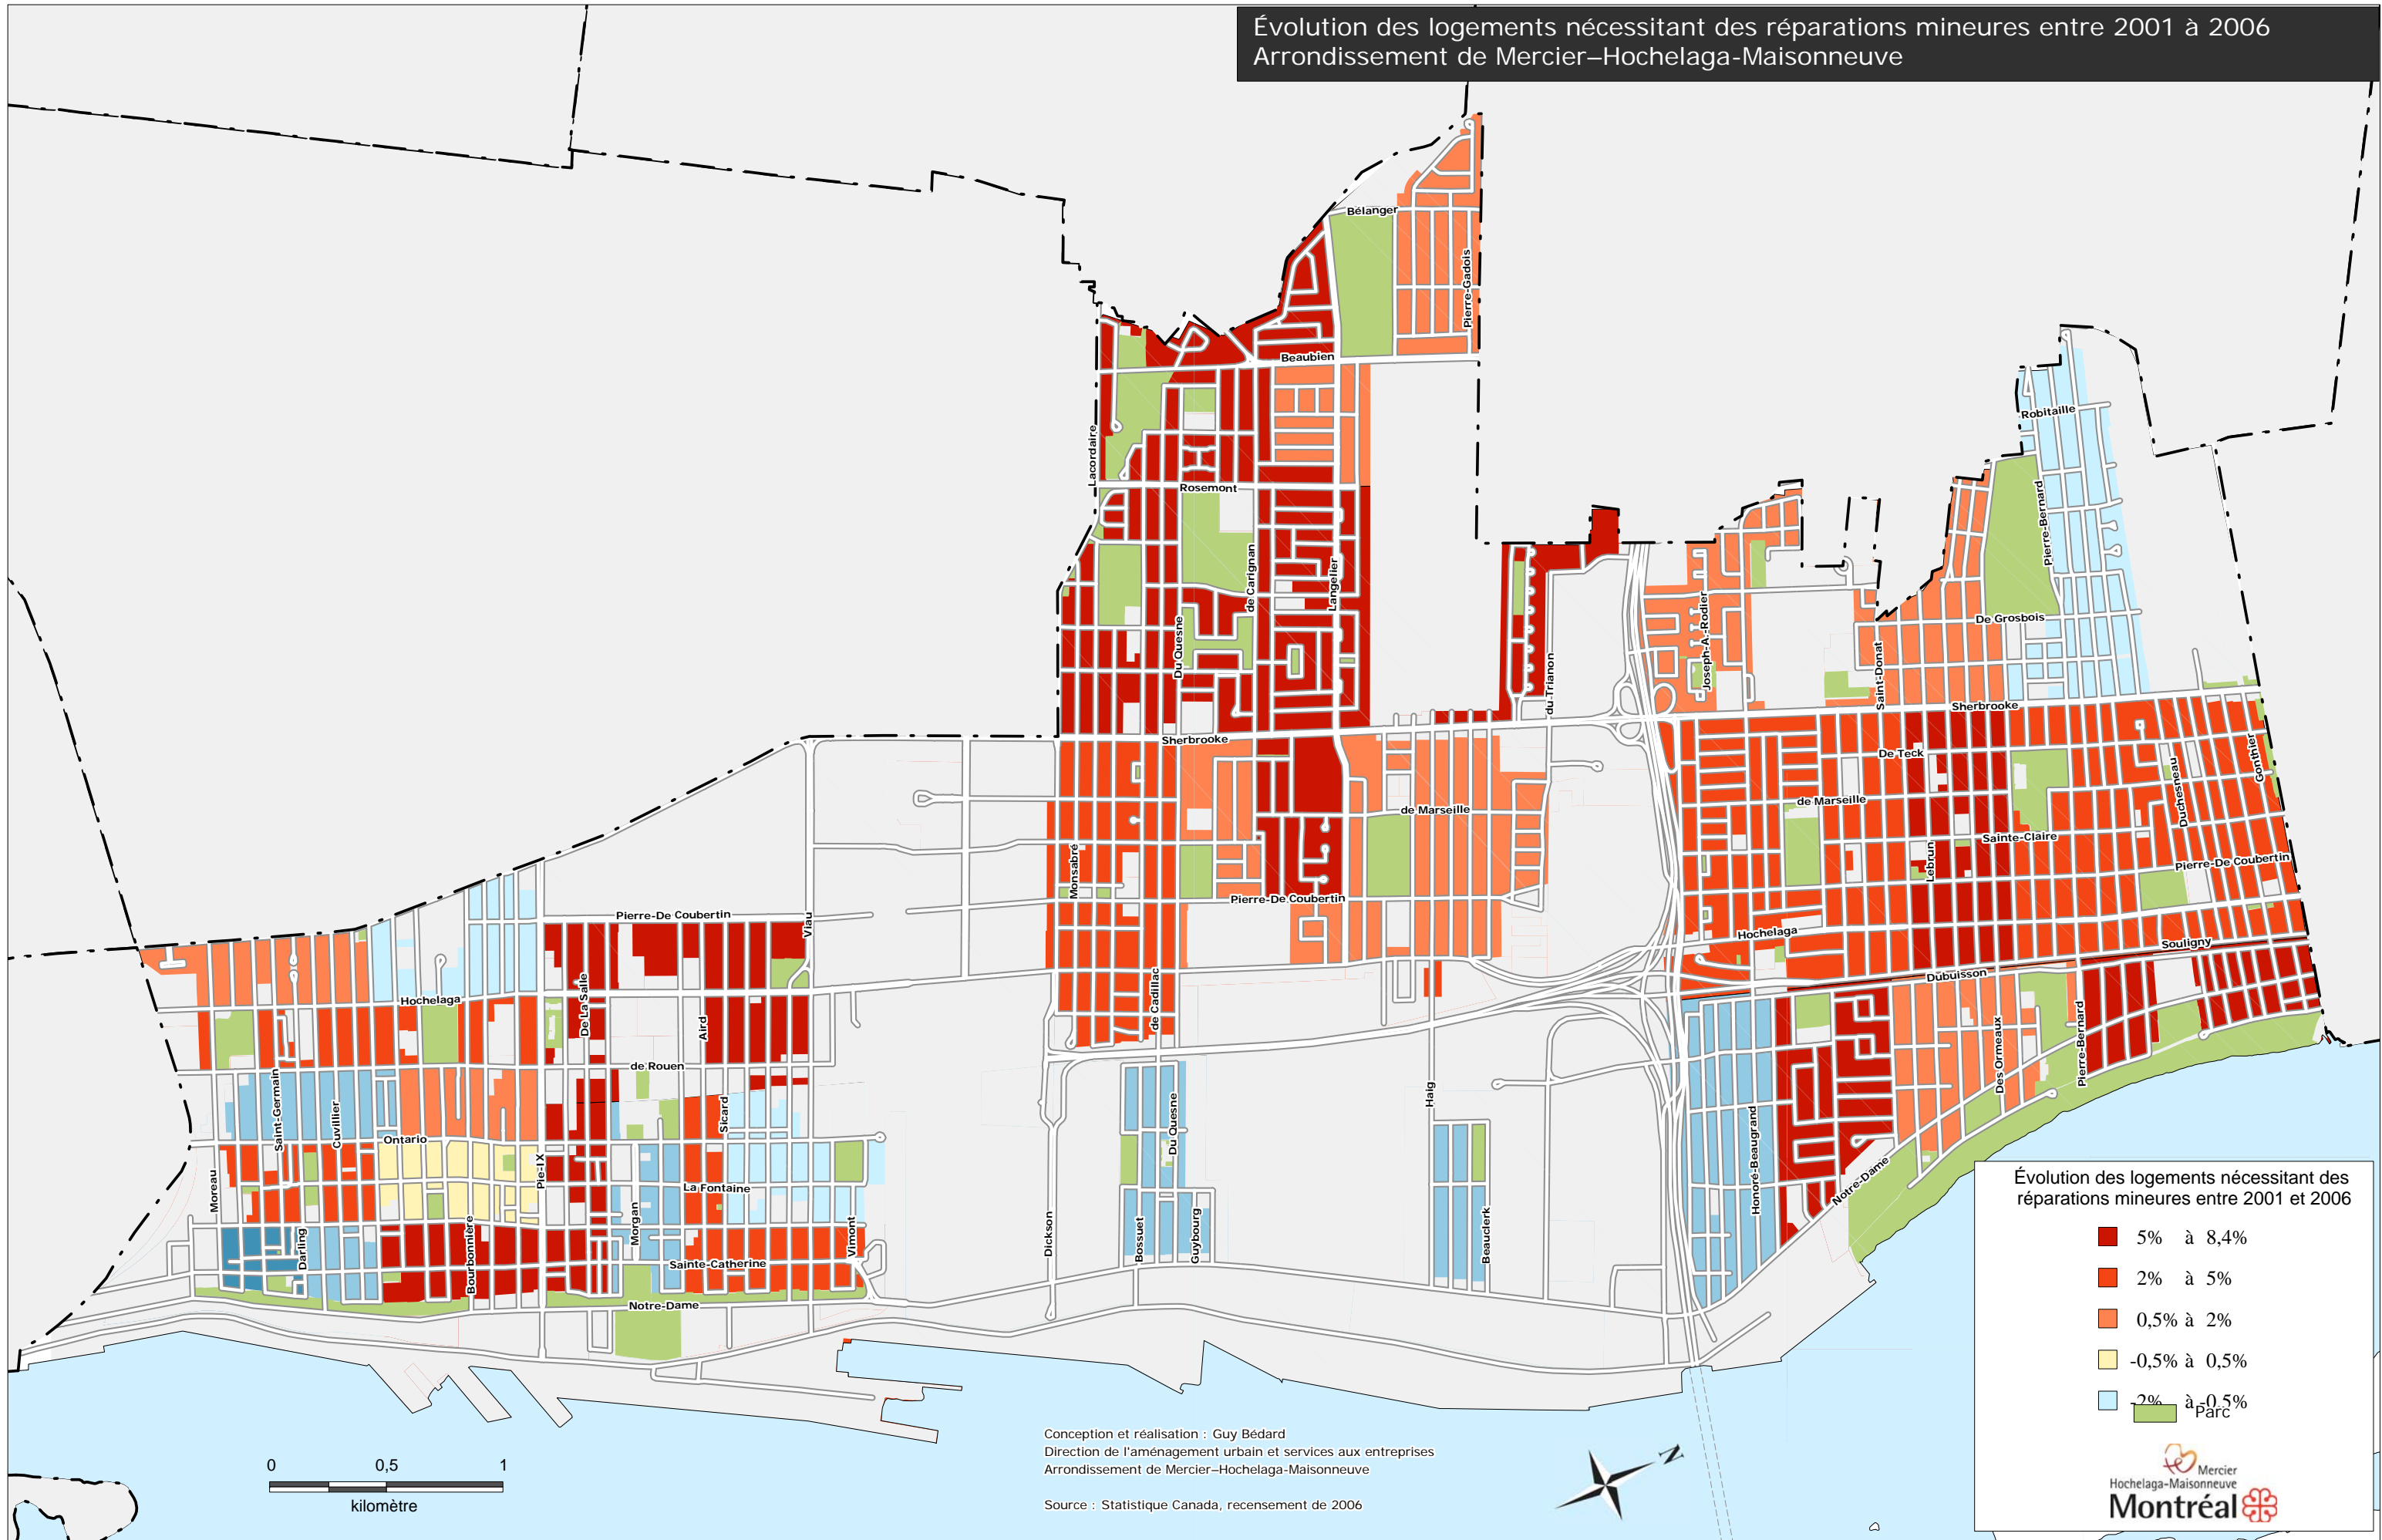 Évolution des logements nécessitant des réparations mineures entre 2001 à 2006
Arrondissement de Mercier–Hochelaga-Maisonneuve
Bélanger
Pierre-Gadois
Beaubien
Lacordaire
Rosemont
de Carignan
Langelier
Du Quesne
Sherbrooke
du Trianon
Joseph-A.-Rodier
Saint-Donat
Robitaille
Pierre-Bernard
De Grosbois
Sherbrooke
De Teck
de Marseille
Sainte-Claire
Lebrun
Duchesneau
Gonthier
Pierre-De Coubertin
Hochelaga
Souligny
Dubuisson
Monsabré
de Marseille
Pierre-De Coubertin
de Cadillac
Pierre-De Coubertin
Viau
Hochelaga
De La Salle
Aird
de Rouen
Saint-Germain
Cuvillier
Ontario
Sicard
Moreau
Pie-IX
La Fontaine
Morgan
Darling
Bourbonnière
Sainte-Catherine
Vimont
Notre-Dame
Dickson
Bossuet
Du Quesne
Guybourg
Haig
Beauclerk
Honoré-Beaugrand
Notre-Dame
Des Ormeaux
Pierre-Bernard
Évolution des logements nécessitant des
réparations mineures entre 2001 et 2006
5% à 8,4%
2% à 5%
0,5% à 2%
-0,5% à 0,5%
-2% à -0,5%
Parc
Mercier
Hochelaga-Maisonneuve
Montréal
0 0,5 1
kilomètre
Conception et réalisation : Guy Bédard
Direction de l'aménagement urbain et services aux entreprises
Arrondissement de Mercier–Hochelaga-Maisonneuve
Source : Statistique Canada, recensement de 2006
N